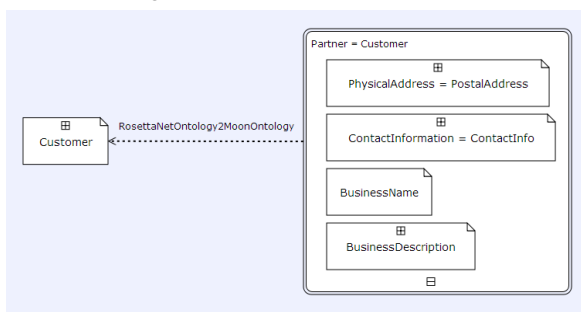 Partner = Customer
PhysicalAddress = PostalAddress
RosettaNetOntology2MoonOntology
Customer
ContactInformation = ContactInfo
BusinessName
BusinessDescription